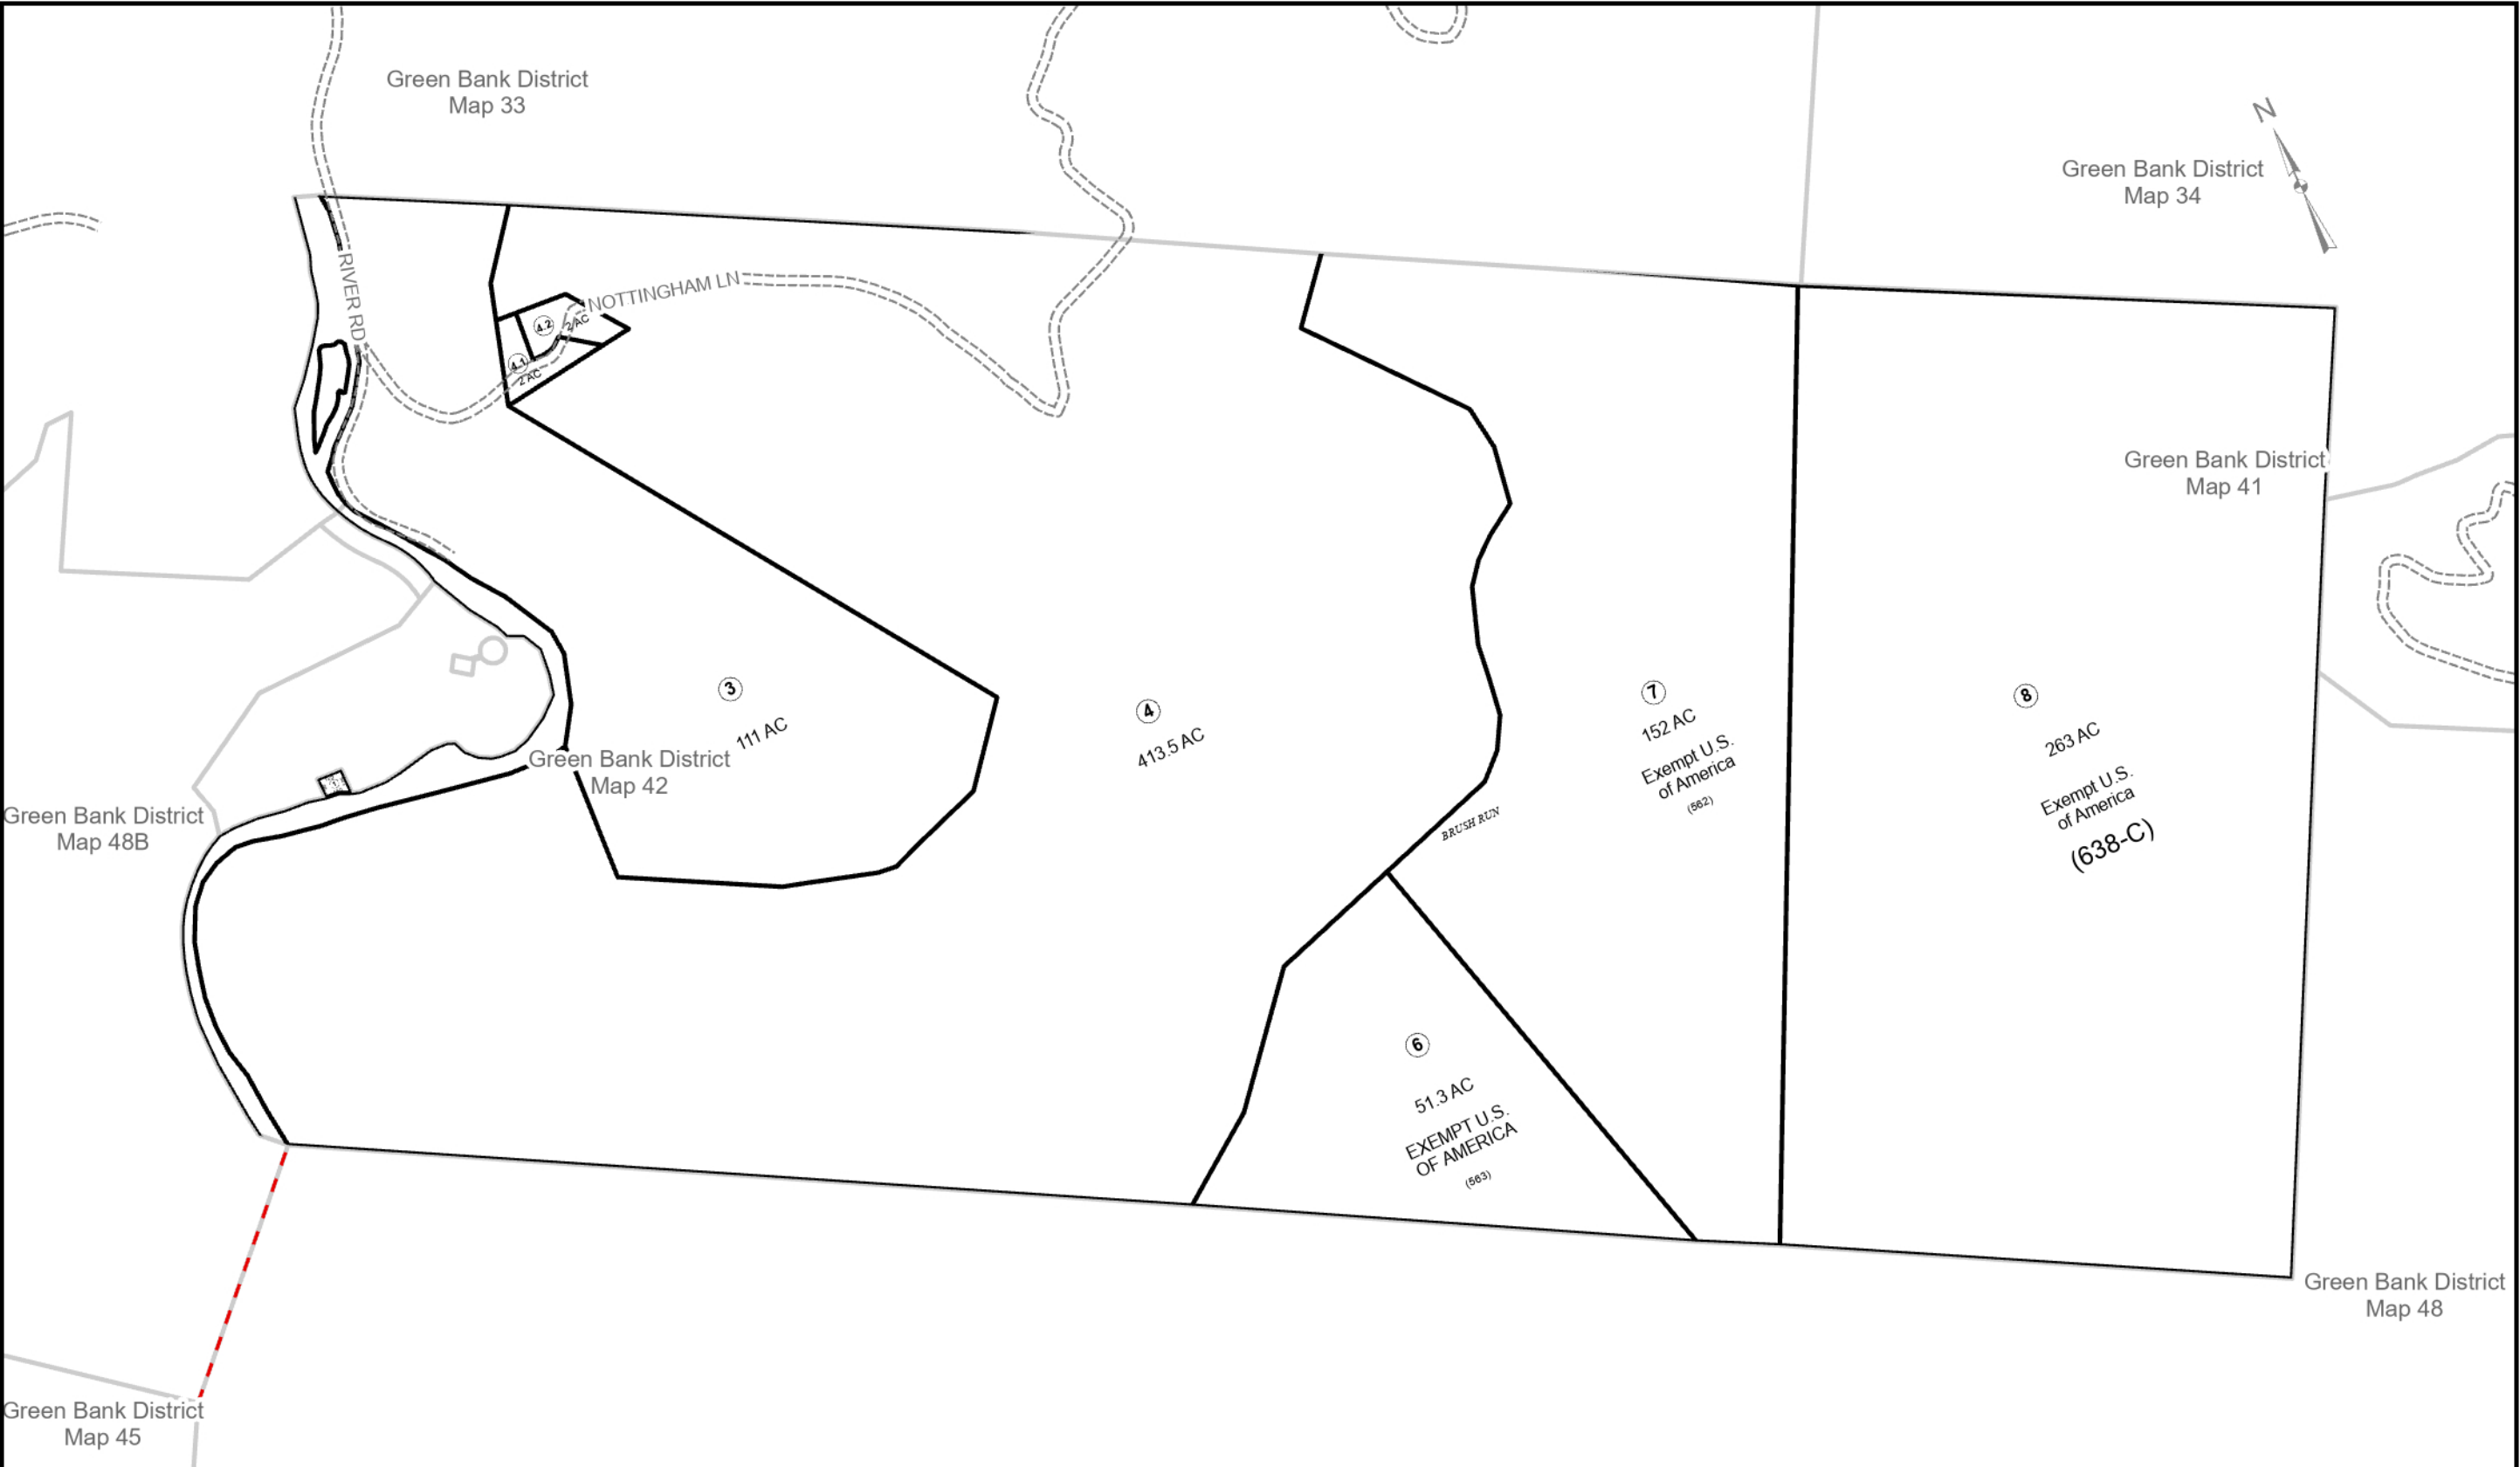 Green Bank District
Map 33
N
Green Bank District
Map 34
RIVER RD
NOTTINGHAM LN
4.2
2 AC
4.1
2 AC
Green Bank District
Map 41
3
111 AC
4
413.5 AC
7
152 AC
Exempt U.S.
of America
(562)
8
263 AC
Exempt U.S.
of America
(638-C)
Green Bank District
Map 42
BRUSH RUN
Green Bank District
Map 48B
6
51.3 AC
EXEMPT U.S.
OF AMERICA
(563)
Green Bank District
Map 48
Green Bank District
Map 45